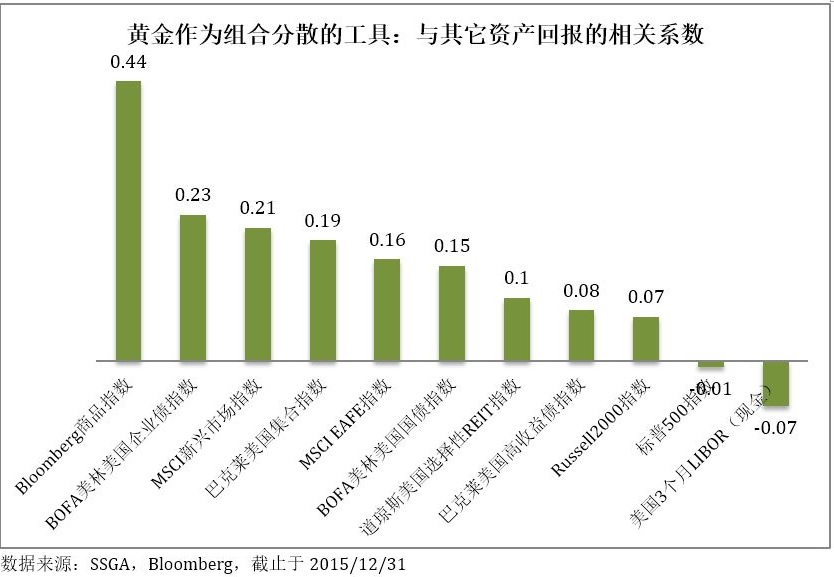 黄金作为组合分散的工具：与其它资产回报的相关系数
0.44
0.23
0.21
0.19
0.16
0.15
0.1
0.08
0.07
-0.01
-0.07
Bloomberg商品指数
BOFA美林美国企业债指数
MSCI新兴市场指数
巴克莱美国集合指数
MSCI EAFE指数
BOFA美林美国国债指数
道琼斯美国选择性REIT指数
巴克莱美国高收益债指数
Russell2000指数
标普500指数
美国3个月LIBOR（现金）
数据来源：SSGA，Bloomberg，截止于 2015/12/31